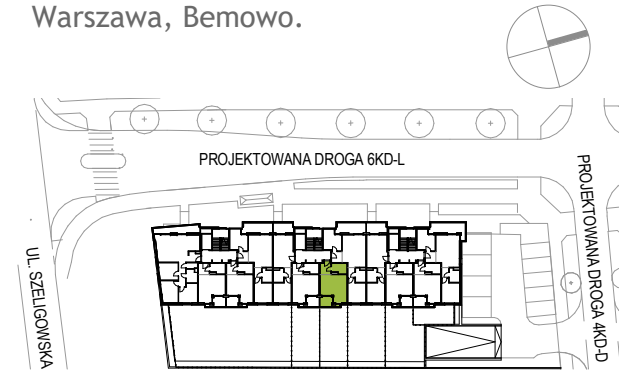 Warszawa, Bemowo.
PROJEKTOWANA DROGA 6KD-L
PROJEKTOWANA DROGA 4KD-D
UL. SZELIGOWSKA